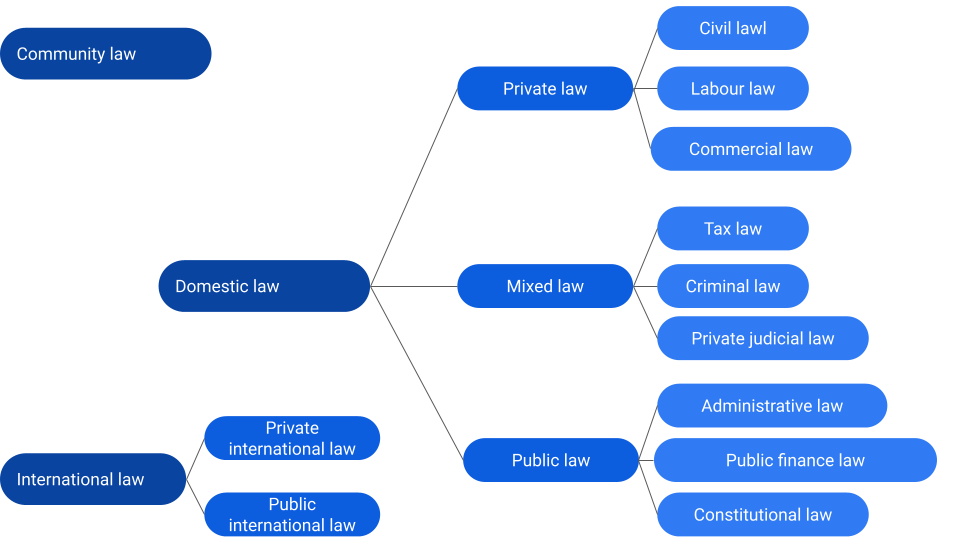 Community law
Domestic law
Private law
Civil lawl
Labour law
Commercial law
Mixed law
Tax law
Criminal law
Private judicial law
Public law
Administrative law
Public finance law
Constitutional law
International law
Private
international law
Public
international law